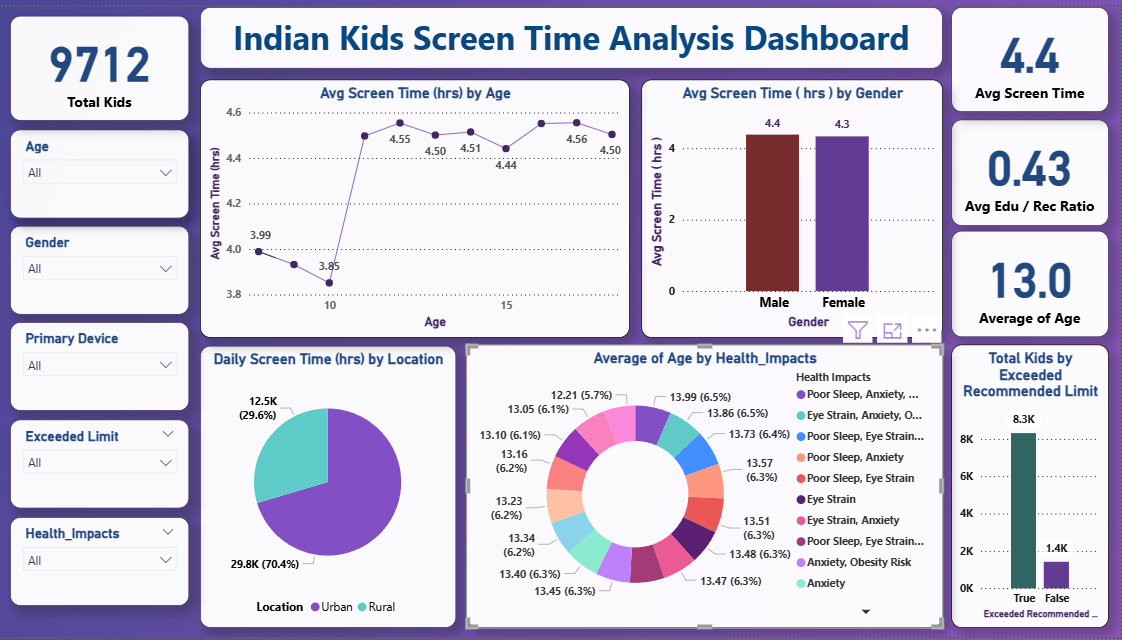 Indian Kids Screen Time Analysis Dashboard
9712
Total Kids
Age
All
Gender
All
Primary Device
All
Exceeded Limit
All
Health_Impacts
All
Avg Screen Time (hrs) by Age
Avg Screen Time (hrs)
4.6
4.4
4.2
4.0
3.8
3.99
3.85
4.55
4.50
4.51
4.44
4.56
4.50
10
15
Age
Avg Screen Time ( hr ) by Gender
Avg Screen Time ( hr )
4
2
0
4.4
4.3
Male
Female
Gender
4.4
Avg Screen Time
0.43
Avg Edu / Rec Ratio
13.0
Average of Age
Daily Screen Time (hrs) by Location
12.5K
(29.6%)
29.8K (70.4%)
Location
Urban
Rural
Average of Age by Health_Impacts
13.99 (6.5%)
13.86 (6.5%)
13.73 (6.4%)
13.57
(6.3%)
13.51
(6.3%)
13.48 (6.3%)
13.47 (6.3%)
13.45 (6.3%)
13.40 (6.3%)
13.34
(6.2%)
13.23
(6.2%)
13.16
(6.2%)
13.10 (6.1%)
13.05 (6.1%)
12.21 (5.7%)
Health Impacts
Poor Sleep, Anxiety, ...
Eye Strain, Anxiety, O...
Poor Sleep, Eye Strain...
Poor Sleep, Anxiety
Poor Sleep, Eye Strain
Eye Strain
Eye Strain, Anxiety
Poor Sleep, Eye Strain...
Anxiety, Obesity Risk
Anxiety
Total Kids by
Exceeded
Recommended Limit
8K
6K
4K
2K
0K
8.3K
1.4K
True
False
Exceeded Recommended ...